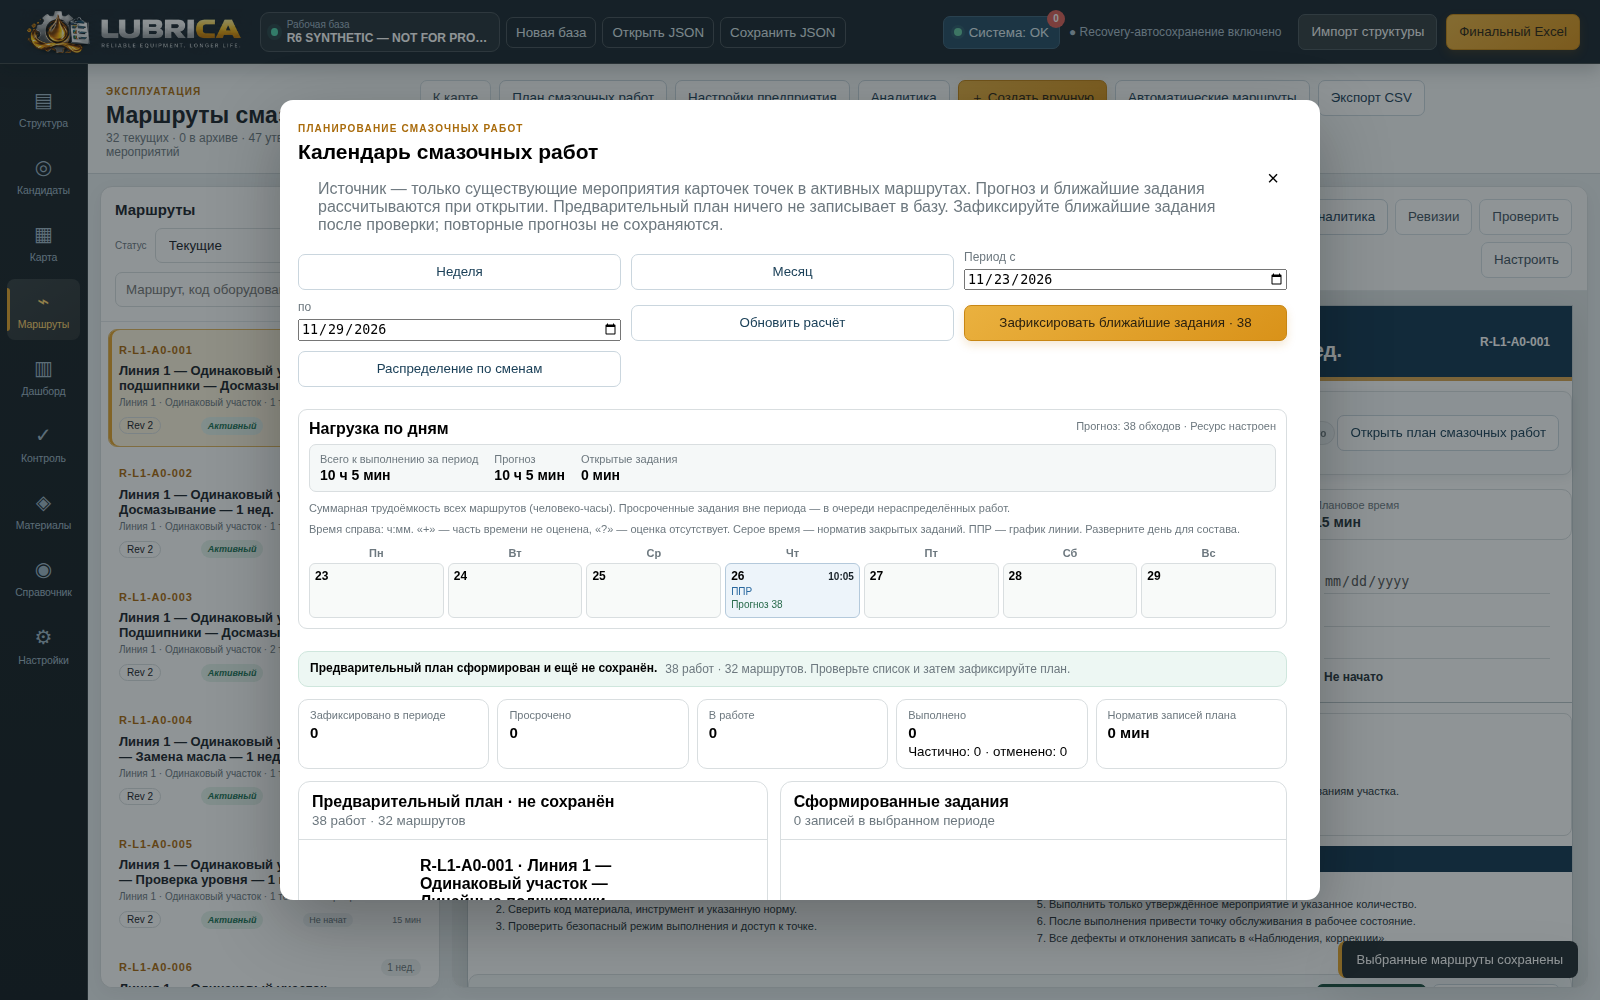 LUBRICA
RELIABLE EQUIPMENT. LONGER LIFE.
Рабочая база
R6 SYNTHETIC — NOT FOR PRO…
Новая база
Открыть JSON
Сохранить JSON
Система: OK
0
● Recovery-автосохранение включено
Импорт структуры
Финальный Excel
Структура
Кандидаты
Карта
Маршруты
Дашборд
Контроль
Материалы
Справочник
Настройки
ЭКСПЛУАТАЦИЯ
Маршруты сма
32 текущих · 0 в архиве · 47 утв
мероприятий
К карте
План смазочных работ
Настройки предприятия
Аналитика
+ Создать вручную
Автоматические маршруты
Экспорт CSV
Маршруты
Статус
Текущие
Маршрут, код оборудова
R-L1-A0-001
Линия 1 — Одинаковый у
подшипники — Досмазы
Линия 1 · Одинаковый участок · 1
Rev 2
Активный
R-L1-A0-002
Линия 1 — Одинаковый у
Досмазывание — 1 нед.
Линия 1 · Одинаковый участок · 1
Rev 2
Активный
R-L1-A0-003
Линия 1 — Одинаковый у
Подшипники — Досмазы
Линия 1 · Одинаковый участок · 2
Rev 2
Активный
R-L1-A0-004
Линия 1 — Одинаковый у
— Замена масла — 1 нед
Линия 1 · Одинаковый участок · 1
Rev 2
Активный
R-L1-A0-005
Линия 1 — Одинаковый у
— Проверка уровня — 1
Линия 1 · Одинаковый участок · 1
Rev 2
Активный
Не начат
15 мин
R-L1-A0-006
1 нед.
ПЛАНИРОВАНИЕ СМАЗОЧНЫХ РАБОТ
Календарь смазочных работ
×
Источник — только существующие мероприятия карточек точек в активных маршрутах. Прогноз и ближайшие задания
рассчитываются при открытии. Предварительный план ничего не записывает в базу. Зафиксируйте ближайшие задания
после проверки; повторные прогнозы не сохраняются.
Неделя
Месяц
Период с
11/23/2026
по
11/29/2026
Обновить расчёт
Зафиксировать ближайшие задания · 38
Распределение по сменам
Нагрузка по дням
Прогноз: 38 обходов · Ресурс настроен
Всего к выполнению за период
10 ч 5 мин
Прогноз
10 ч 5 мин
Открытые задания
0 мин
Суммарная трудоёмкость всех маршрутов (человеко-часы). Просроченные задания вне периода — в очереди нераспределённых работ.
Время справа: ч:мм. «+» — часть времени не оценена, «?» — оценка отсутствует. Серое время — норматив закрытых заданий. ППР — график линии. Разверните день для состава.
Пн
Вт
Ср
Чт
Пт
Сб
Вс
23
24
25
26
10:05
ППР
Прогноз 38
27
28
29
Предварительный план сформирован и ещё не сохранён. 38 работ · 32 маршрутов. Проверьте список и затем зафиксируйте план.
Зафиксировано в периоде
0
Просрочено
0
В работе
0
Выполнено
0
Частично: 0 · отменено: 0
Норматив записей плана
0 мин
Предварительный план · не сохранён
38 работ · 32 маршрутов
R-L1-A0-001 · Линия 1 —
Одинаковый участок —
Линейные подшипники
Сформированные задания
0 записей в выбранном периоде
налитика
Ревизии
Проверить
Настроить
ед.
R-L1-A0-001
Открыть план смазочных работ
Плановое время
15 мин
mm/dd/yyyy
Не начато
ваниям участка.
2. Сверить код материала, инструмент и указанную норму.
3. Проверить безопасный режим выполнения и доступ к точке.
5. Выполнить только утверждённое мероприятие и указанное количество.
6. После выполнения привести точку обслуживания в рабочее состояние.
7. Все дефекты и отклонения записать в «Наблюдения, коррекции»
Выбранные маршруты сохранены